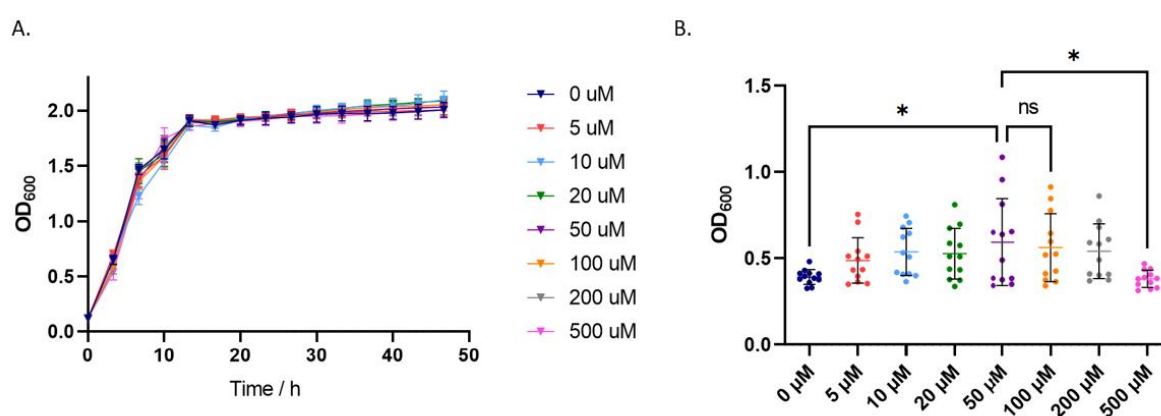 A.
2.0
1.5
1.0
0.5
0.0
OD600
0 10 20 30 40 50
Time / h
0 uM
5 uM
10 uM
20 uM
50 uM
100 uM
200 uM
500 uM
B.
*
*
ns
1.5
1.0
0.5
0.0
OD600
0 µM
5 µM
10 µM
20 µM
50 µM
100 µM
200 µM
500 µM